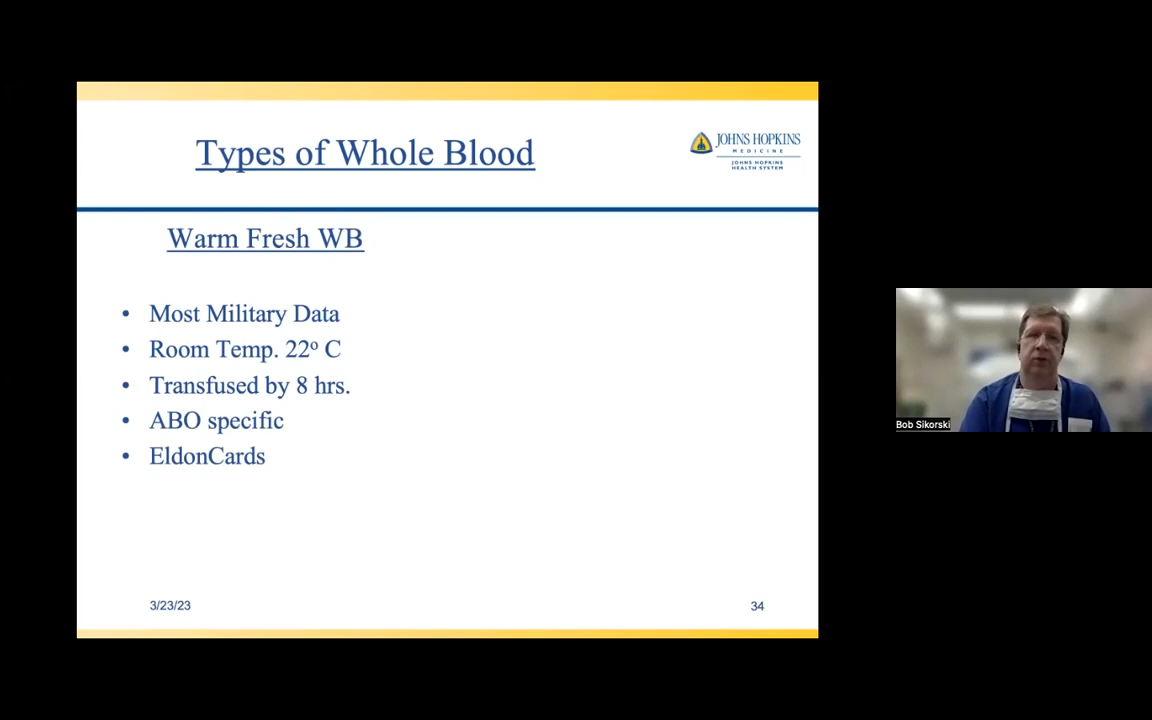 Types of Whole Blood
JOHNS HOPKINS
MEDICINE
JOHNS HOPKINS
HEALTH SYSTEM
Warm Fresh WB
• Most Military Data
• Room Temp. 22º C
• Transfused by 8 hrs.
• ABO specific
• EldonCards
Bob Sikorski
3/23/23
34